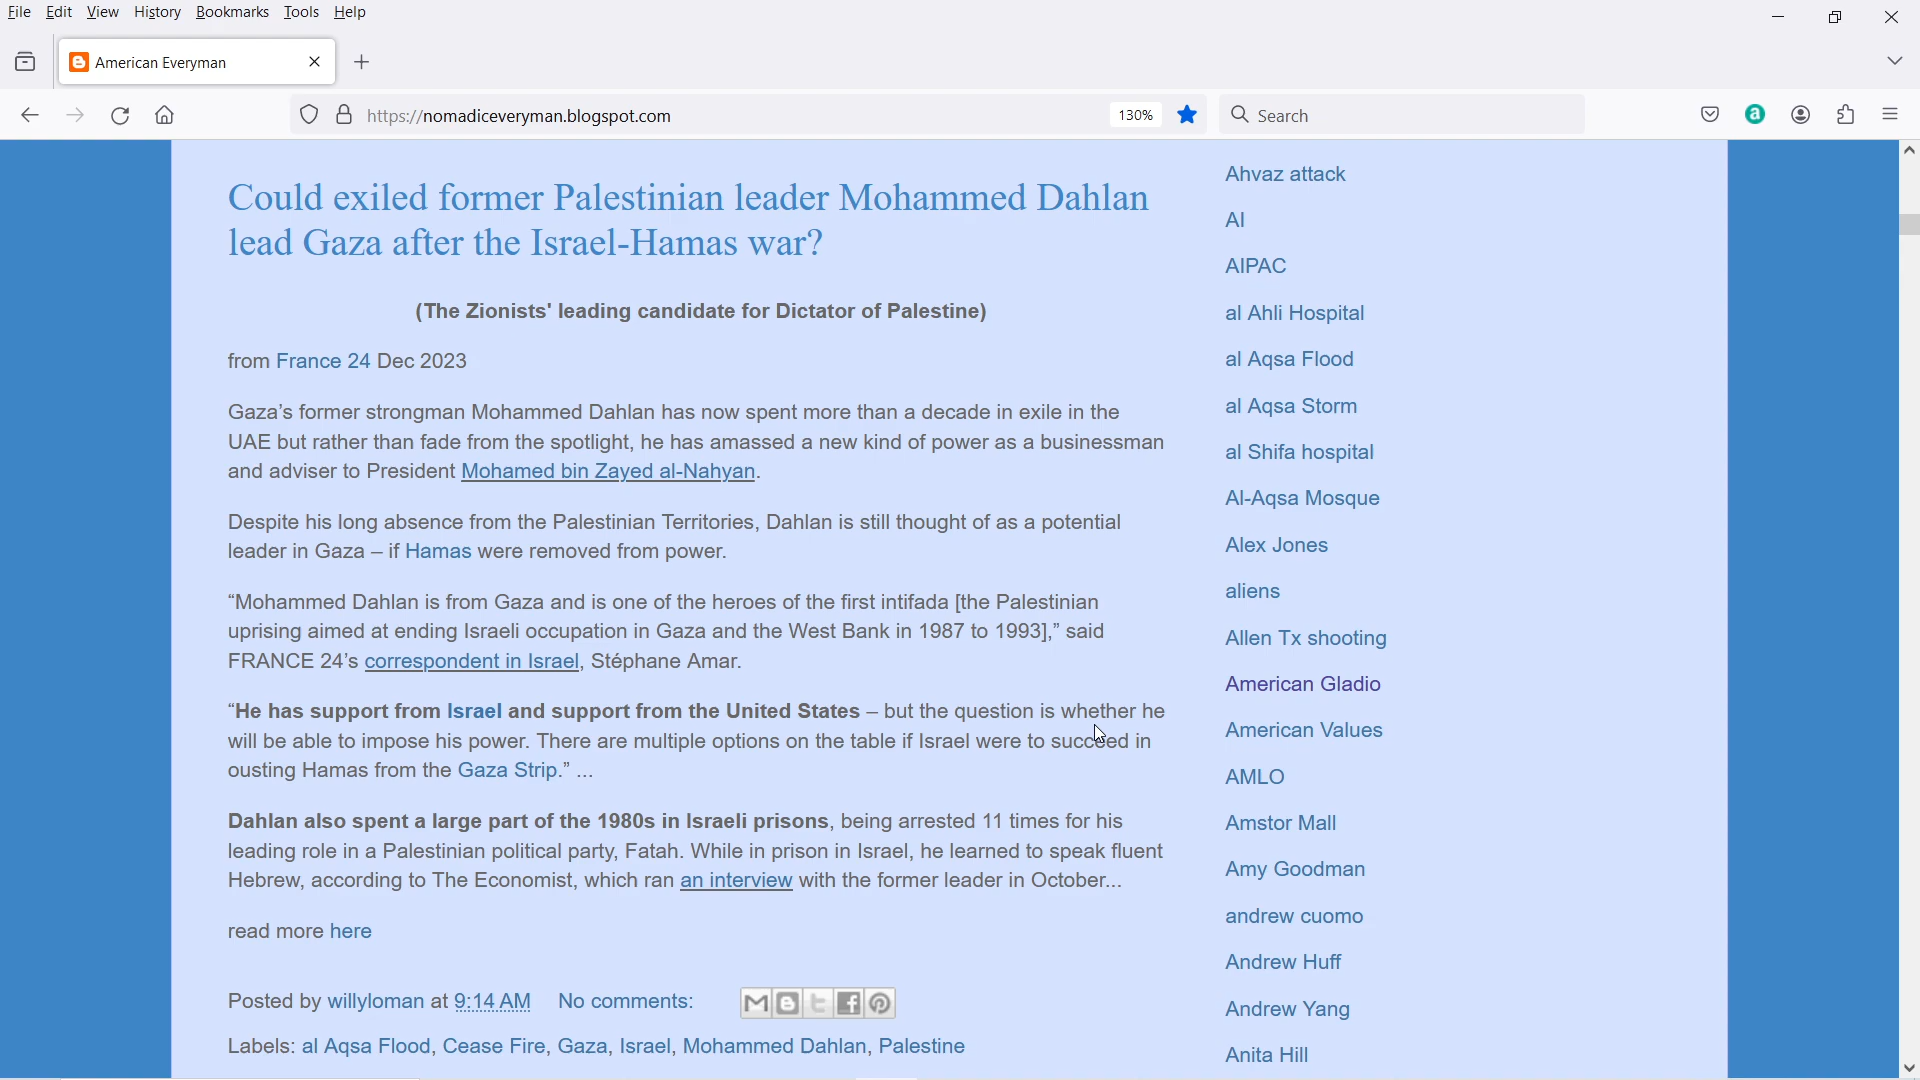 File Edit View History Bookmarks Tools Help
American Everyman
https://nomadiceveryman.blogspot.com
130%
Search
Could exiled former Palestinian leader Mohammed Dahlan
lead Gaza after the Israel-Hamas war?
(The Zionists' leading candidate for Dictator of Palestine)
from France 24 Dec 2023
Gaza’s former strongman Mohammed Dahlan has now spent more than a decade in exile in the
UAE but rather than fade from the spotlight, he has amassed a new kind of power as a businessman
and adviser to President Mohamed bin Zayed al-Nahyan.
Despite his long absence from the Palestinian Territories, Dahlan is still thought of as a potential
leader in Gaza – if Hamas were removed from power.
“Mohammed Dahlan is from Gaza and is one of the heroes of the first intifada [the Palestinian
uprising aimed at ending Israeli occupation in Gaza and the West Bank in 1987 to 1993],” said
FRANCE 24’s correspondent in Israel, Stéphane Amar.
“He has support from Israel and support from the United States – but the question is whether he
will be able to impose his power. There are multiple options on the table if Israel were to succeed in
ousting Hamas from the Gaza Strip.” ...
Dahlan also spent a large part of the 1980s in Israeli prisons, being arrested 11 times for his
leading role in a Palestinian political party, Fatah. While in prison in Israel, he learned to speak fluent
Hebrew, according to The Economist, which ran an interview with the former leader in October...
read more here
Posted by willyloman at 9:14 AM No comments:
Labels: al Aqsa Flood, Cease Fire, Gaza, Israel, Mohammed Dahlan, Palestine
Ahvaz attack
AI
AIPAC
al Ahli Hospital
al Aqsa Flood
al Aqsa Storm
al Shifa hospital
Al-Aqsa Mosque
Alex Jones
aliens
Allen Tx shooting
American Gladio
American Values
AMLO
Amstor Mall
Amy Goodman
andrew cuomo
Andrew Huff
Andrew Yang
Anita Hill